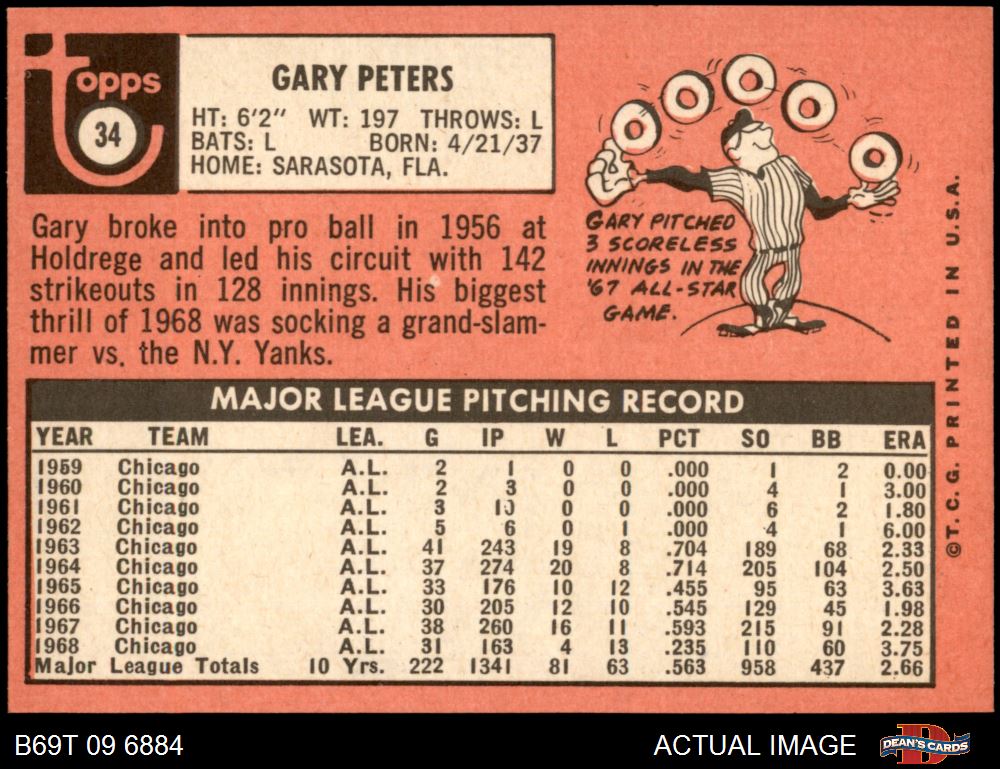 Topps
34
GARY PETERS
HT: 6'2" WT: 197 THROWS: L
BATS: L BORN: 4/21/37
HOME: SARASOTA, FLA.
Gary broke into pro ball in 1956 at
Holdrege and led his circuit with 142
strikeouts in 128 innings. His biggest
thrill of 1968 was socking a grand-slam-
mer vs. the N.Y. Yanks.
GARY PITCHED
3 SCORELESS
INNINGS IN THE
'67 ALL-STAR
GAME.
MAJOR LEAGUE PITCHING RECORD
YEAR TEAM LEA. G IP W L PCT SO BB ERA
1959 Chicago A.L. 2 1 0 0 .000 1 2 0.00
1960 Chicago A.L. 2 3 0 0 .000 4 1 3.00
1961 Chicago A.L. 3 10 0 0 .000 6 2 1.80
1962 Chicago A.L. 5 6 0 1 .000 4 1 6.00
1963 Chicago A.L. 41 243 19 8 .704 189 68 2.33
1964 Chicago A.L. 37 274 20 8 .714 205 104 2.50
1965 Chicago A.L. 33 176 10 12 .455 95 63 3.63
1966 Chicago A.L. 30 205 12 10 .545 129 45 1.98
1967 Chicago A.L. 38 260 16 11 .593 215 91 2.28
1968 Chicago A.L. 31 163 4 13 .235 110 60 3.75
Major League Totals 10 Yrs. 222 1341 81 63 .563 958 437 2.66
©T.C.G. PRINTED IN U.S.A.
B69T 09 6884
ACTUAL IMAGE
DEAN'S CARDS